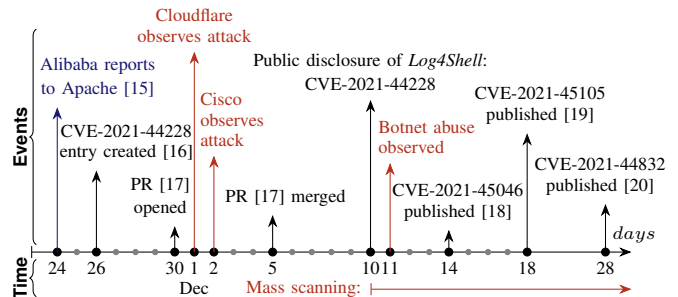 Cloudflare
observes attack
Alibaba reports
to Apache [15]
Public disclosure of Log4Shell:
CVE-2021-44228
Cisco
observes
attack
CVE-2021-45105
published [19]
CVE-2021-44228
entry created [16]
Botnet abuse
observed
CVE-2021-44832
published [20]
PR [17]
opened
PR [17] merged
CVE-2021-45046
published [18]
Events
days
24 26 30 1 2 5 10 11 14 18 28
Dec
Time
Mass scanning: